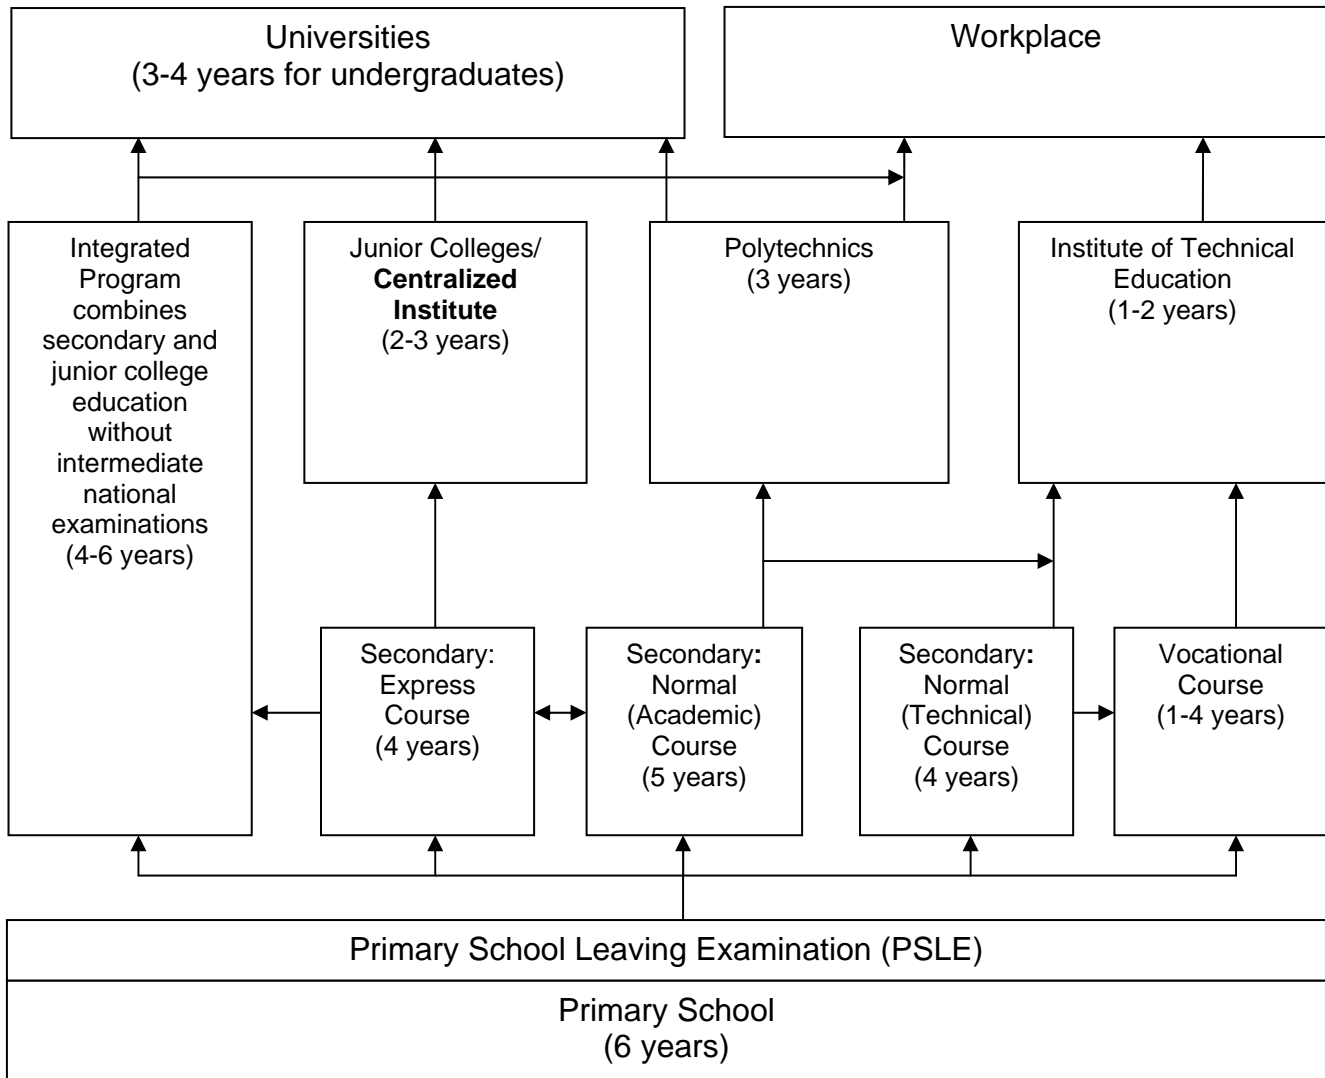 Universities
(3-4 years for undergraduates)
Workplace
Integrated
Program
combines
secondary and
junior college
education
without
intermediate
national
examinations
(4-6 years)
Junior Colleges/
Centralized
Institute
(2-3 years)
Polytechnics
(3 years)
Institute of Technical
Education
(1-2 years)
Secondary:
Express
Course
(4 years)
Secondary:
Normal
(Academic)
Course
(5 years)
Secondary:
Normal
(Technical)
Course
(4 years)
Vocational
Course
(1-4 years)
Primary School Leaving Examination (PSLE)
Primary School
(6 years)